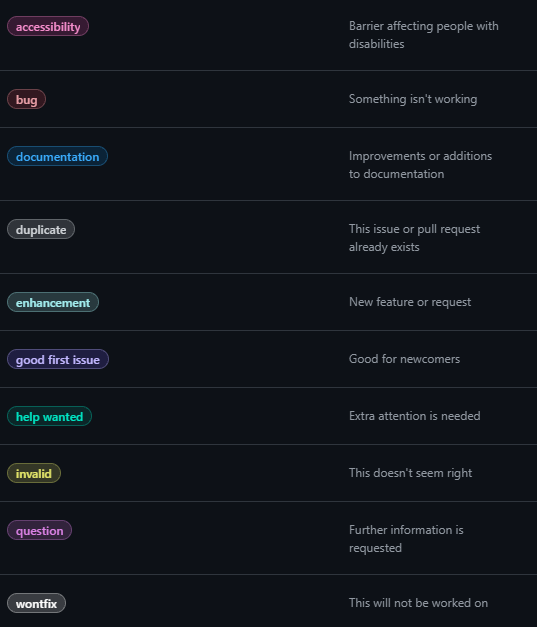 accessibility
Barrier affecting people with
disabilities
bug
Something isn't working
documentation
Improvements or additions
to documentation
duplicate
This issue or pull request
already exists
enhancement
New feature or request
good first issue
Good for newcomers
help wanted
Extra attention is needed
invalid
This doesn't seem right
question
Further information is
requested
wontfix
This will not be worked on